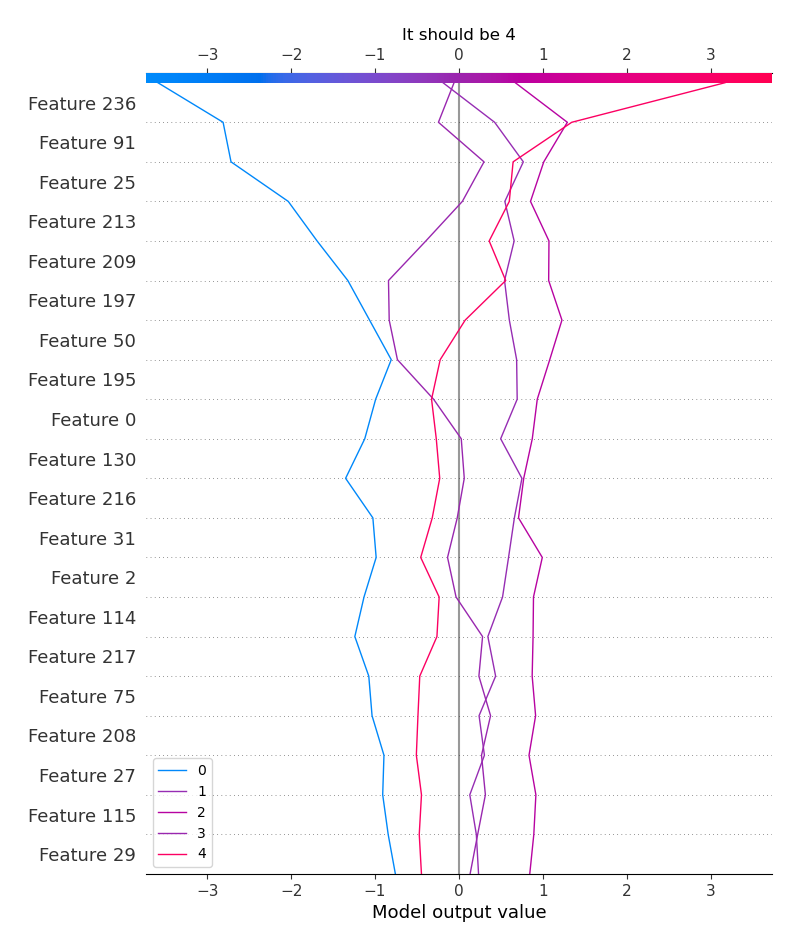 It should be 4
−3 −2 −1 0 1 2 3
Feature 236
Feature 91
Feature 25
Feature 213
Feature 209
Feature 197
Feature 50
Feature 195
Feature 0
Feature 130
Feature 216
Feature 31
Feature 2
Feature 114
Feature 217
Feature 75
Feature 208
Feature 27
Feature 115
Feature 29
0
1
2
3
4
−3 −2 −1 0 1 2 3
Model output value